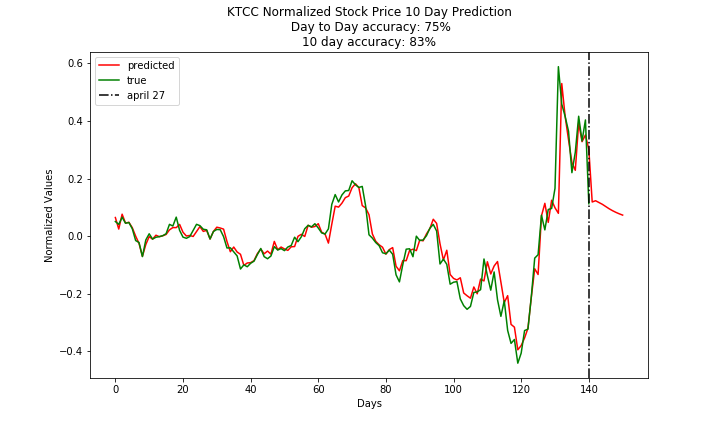 KTCC Normalized Stock Price 10 Day Prediction
Day to Day accuracy: 75%
10 day accuracy: 83%
predicted
true
april 27
Normalized Values
0.6
0.4
0.2
0.0
−0.2
−0.4
0 20 40 60 80 100 120 140
Days